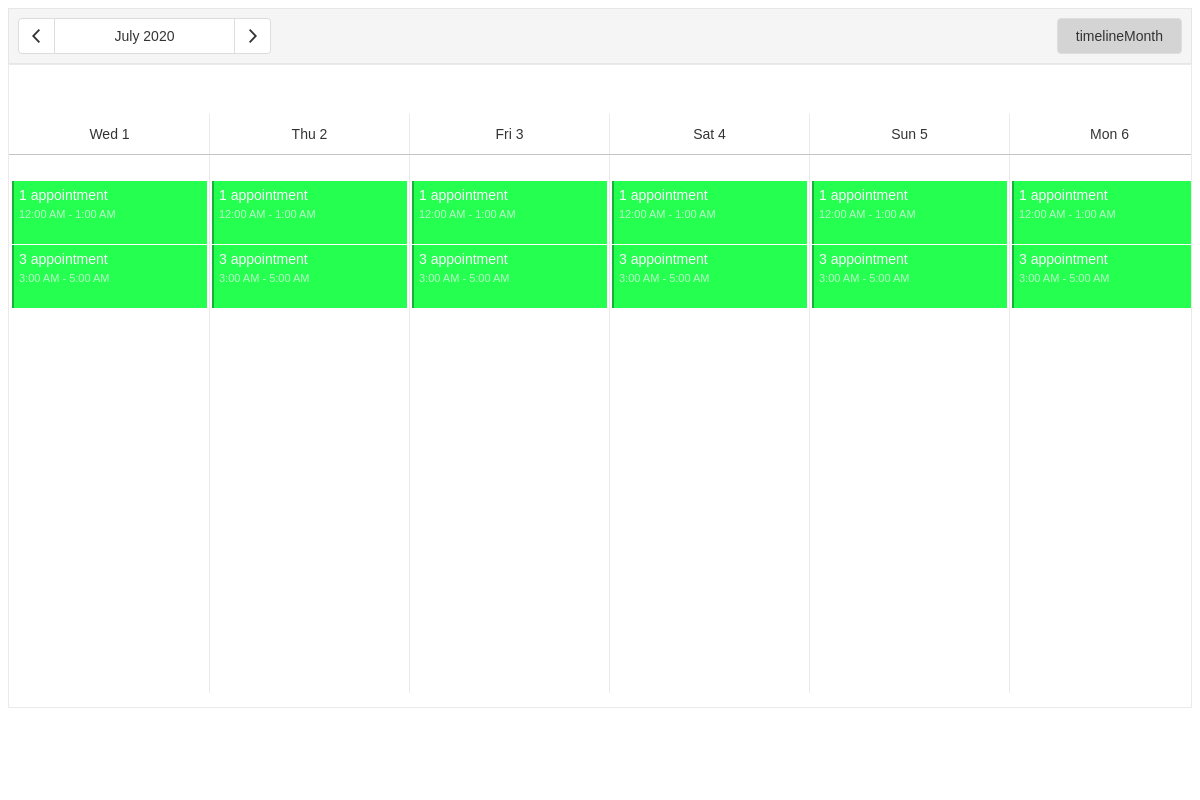 July 2020
timelineMonth
Wed 1 Thu 2 Fri 3 Sat 4 Sun 5 Mon 6
1 appointment 1 appointment 1 appointment 1 appointment 1 appointment 1 appointment
12:00 AM - 1:00 AM 12:00 AM - 1:00 AM 12:00 AM - 1:00 AM 12:00 AM - 1:00 AM 12:00 AM - 1:00 AM 12:00 AM - 1:00 AM
3 appointment 3 appointment 3 appointment 3 appointment 3 appointment 3 appointment
3:00 AM - 5:00 AM 3:00 AM - 5:00 AM 3:00 AM - 5:00 AM 3:00 AM - 5:00 AM 3:00 AM - 5:00 AM 3:00 AM - 5:00 AM